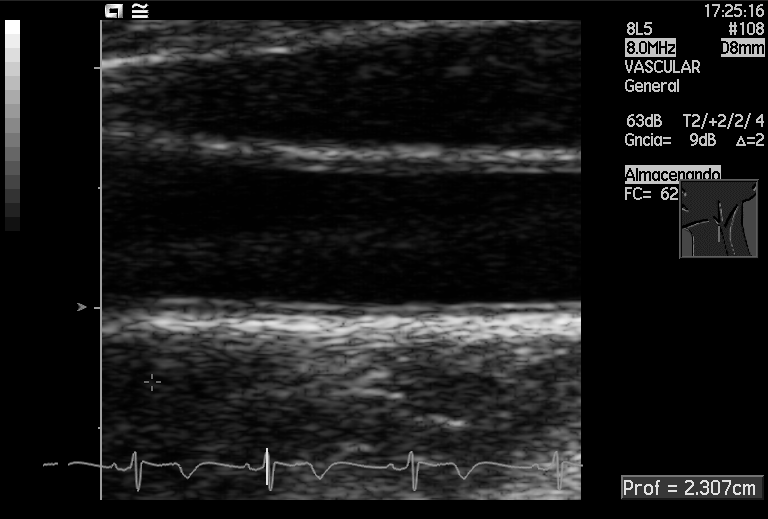 17:25:16
8L5 #108
8.0MHz 08mm
VASCULAR
General
63dB T2/+2/2/ 4
Gncia= 9dB Δ=2
Almacenando
FC= 62
Prof = 2.307cm